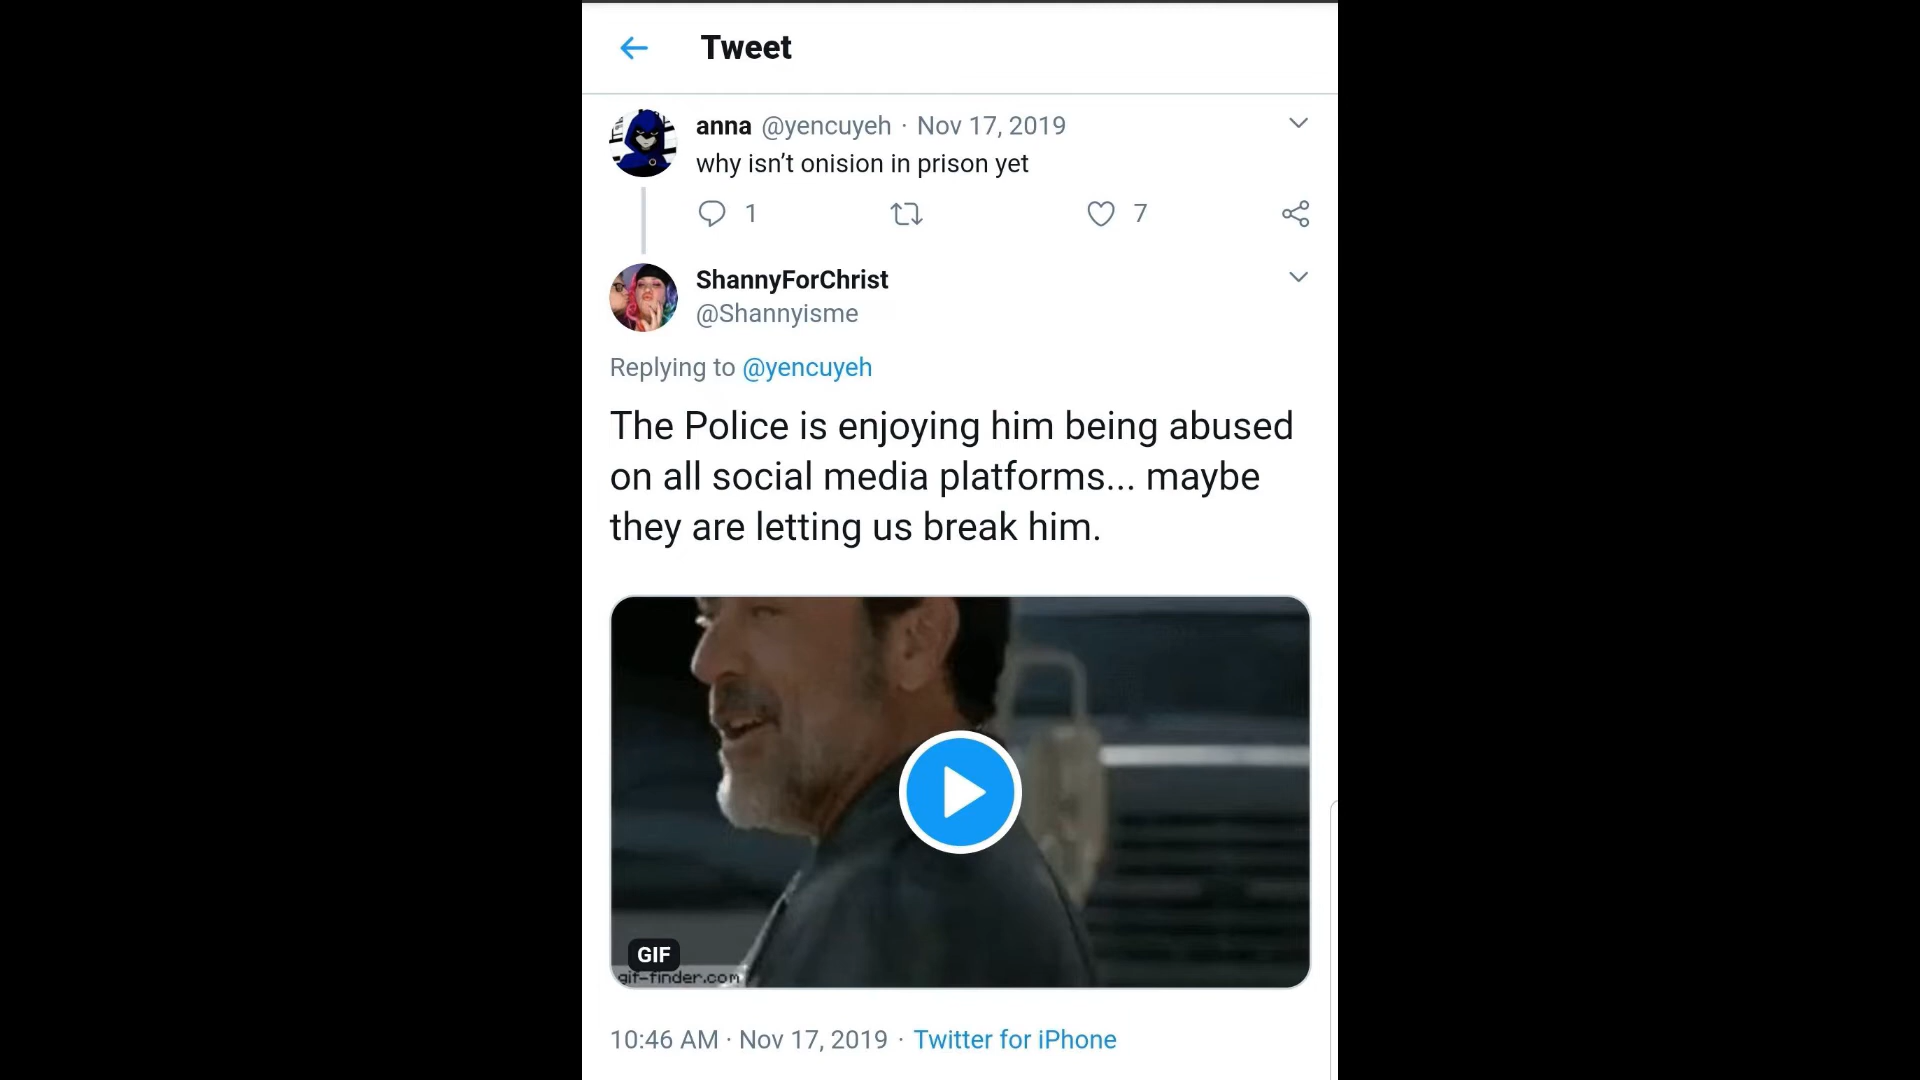 Tweet
anna @yencuyeh · Nov 17, 2019
why isn't onision in prison yet
1 7
ShannyForChrist
@Shannyisme
Replying to @yencuyeh
The Police is enjoying him being abused
on all social media platforms... maybe
they are letting us break him.
GIF
gif-finder.com
10:46 AM · Nov 17, 2019 · Twitter for iPhone